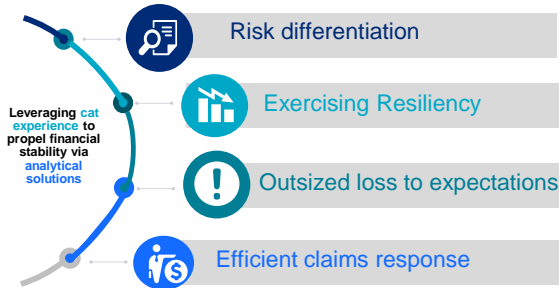 Leveraging cat
experience to
propel financial
stability via
analytical
solutions
Risk differentiation
Exercising Resiliency
Outsized loss to expectations
Efficient claims response